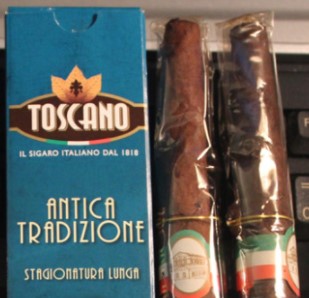 TOSCANO
IL SIGARO ITALIANO DAL 1818
ANTICA
TRADIZIONE
STAGIONATURA LUNGA